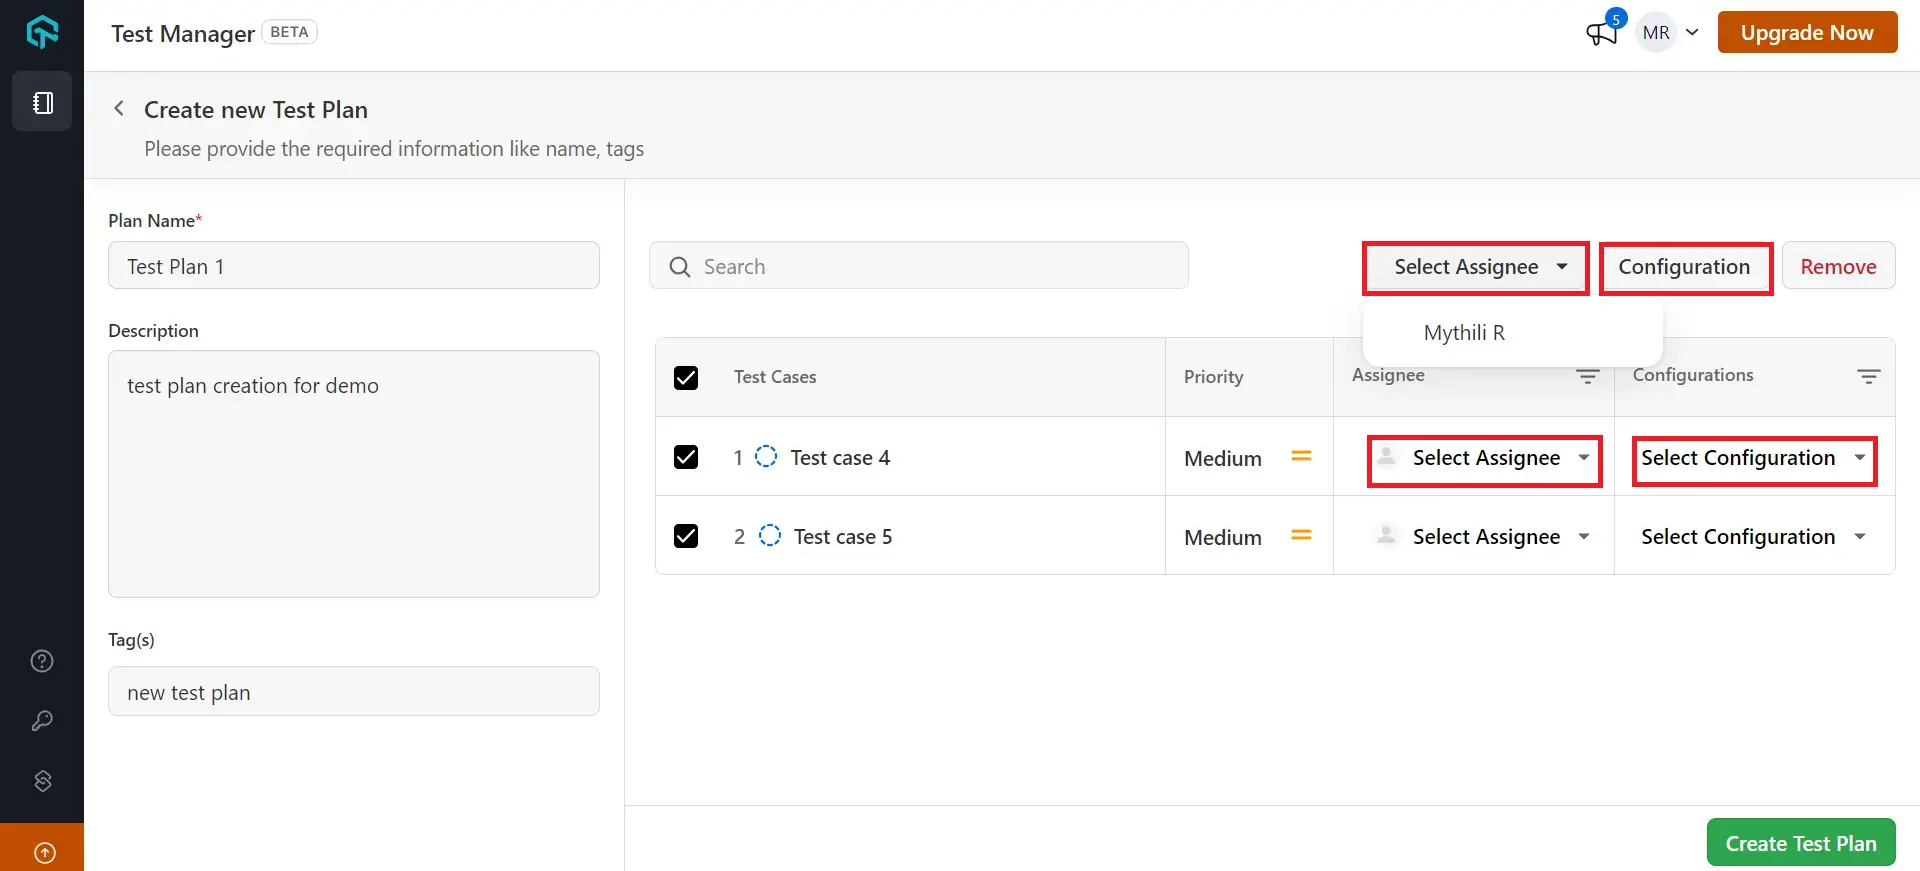 Test Manager BETA
5
MR
Upgrade Now
Create new Test Plan
Please provide the required information like name, tags
Plan Name*
Test Plan 1
Description
test plan creation for demo
Tag(s)
new test plan
Search
Select Assignee
Configuration
Remove
Mythili R
Test Cases
Priority
Assignee
Configurations
1 Test case 4
Medium
Select Assignee
Select Configuration
2 Test case 5
Medium
Select Assignee
Select Configuration
Create Test Plan